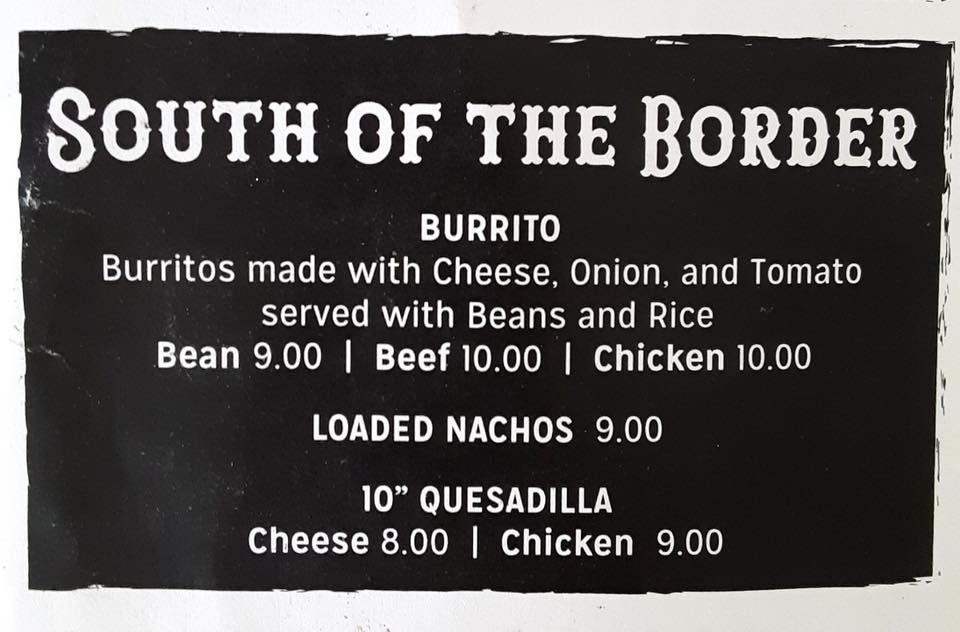 SOUTH OF THE BORDER
BURRITO
Burritos made with Cheese, Onion, and Tomato
served with Beans and Rice
Bean 9.00 | Beef 10.00 | Chicken 10.00
LOADED NACHOS 9.00
10” QUESADILLA
Cheese 8.00 | Chicken 9.00